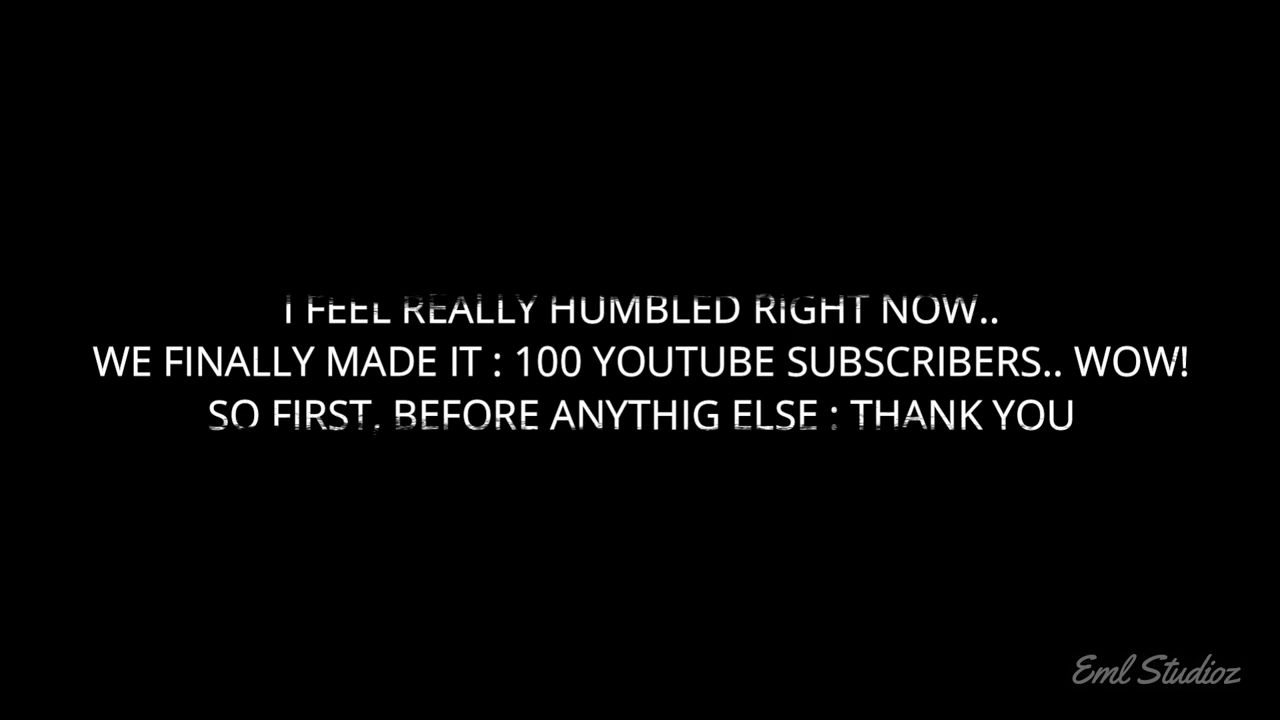 I FEEL REALLY HUMBLED RIGHT NOW..
WE FINALLY MADE IT : 100 YOUTUBE SUBSCRIBERS.. WOW!
SO FIRST, BEFORE ANYTHIG ELSE : THANK YOU
Eml Studioz